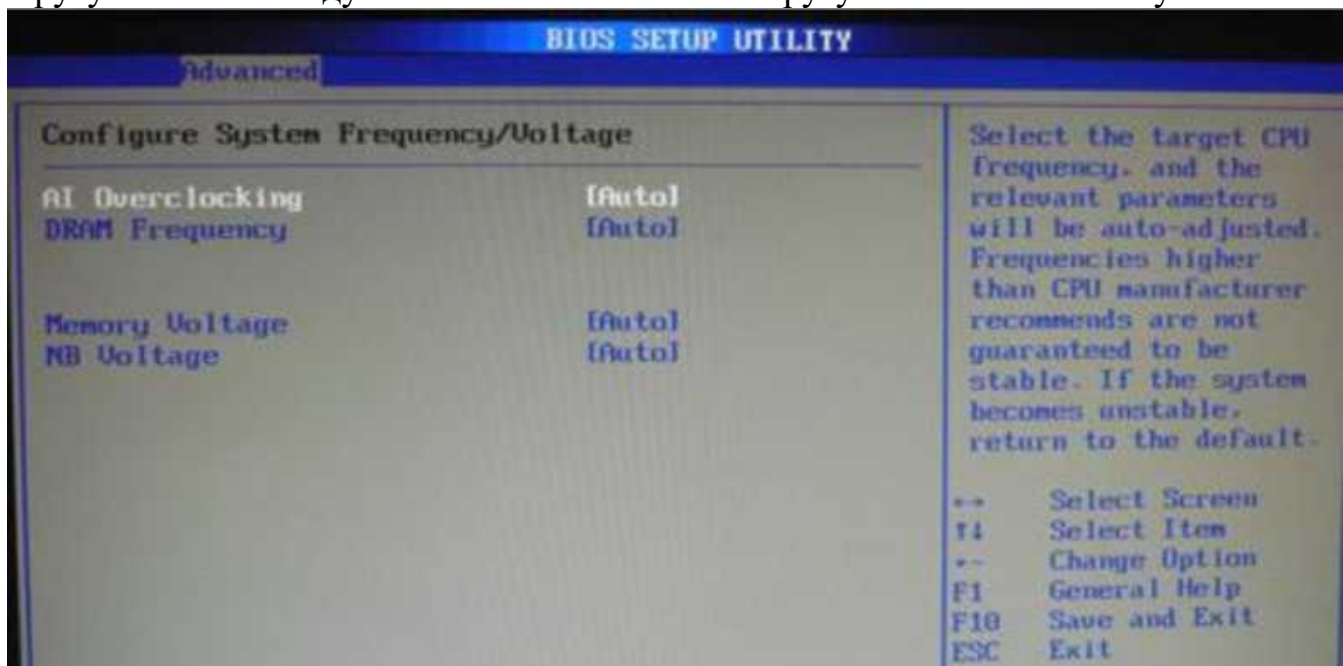 BIOS SETUP UTILITY
Advanced
Configure System Frequency/Voltage
AI Overclocking [Auto]
DRAM Frequency [Auto]
Memory Voltage [Auto]
NB Voltage [Auto]
Select the target CPU
frequency, and the
relevant parameters
will be auto-adjusted.
Frequencies higher
than CPU manufacturer
recommends are not
guaranteed to be
stable. If the system
becomes unstable,
return to the default.
←→ Select Screen
↑↓ Select Item
+- Change Option
F1 General Help
F10 Save and Exit
ESC Exit